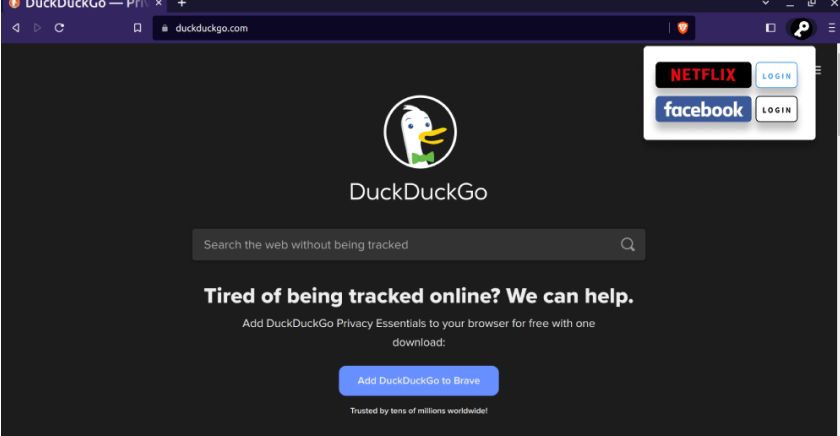 DuckDuckGo — Priv
duckduckgo.com
NETFLIX LOGIN
facebook LOGIN
DuckDuckGo
Search the web without being tracked
Tired of being tracked online? We can help.
Add DuckDuckGo Privacy Essentials to your browser for free with one
download:
Add DuckDuckGo to Brave
Trusted by tens of millions worldwide!